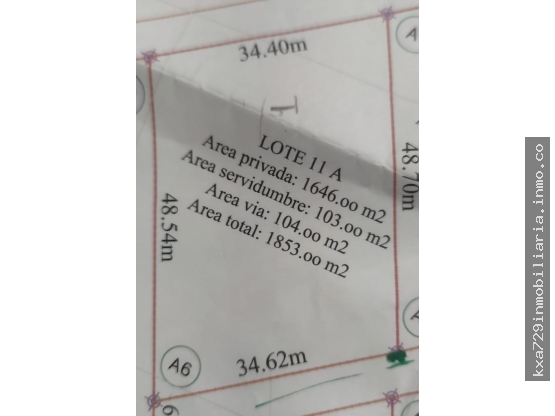 34.40m
LOTE 11 A
Area privada: 1646.oo m2
Area servidumbre: 103.oo m2
Area via: 104.oo m2
Area total: 1853.oo m2
48.54m
48.70m
34.62m
A6
kxa729inmobiliaria.inmo.co